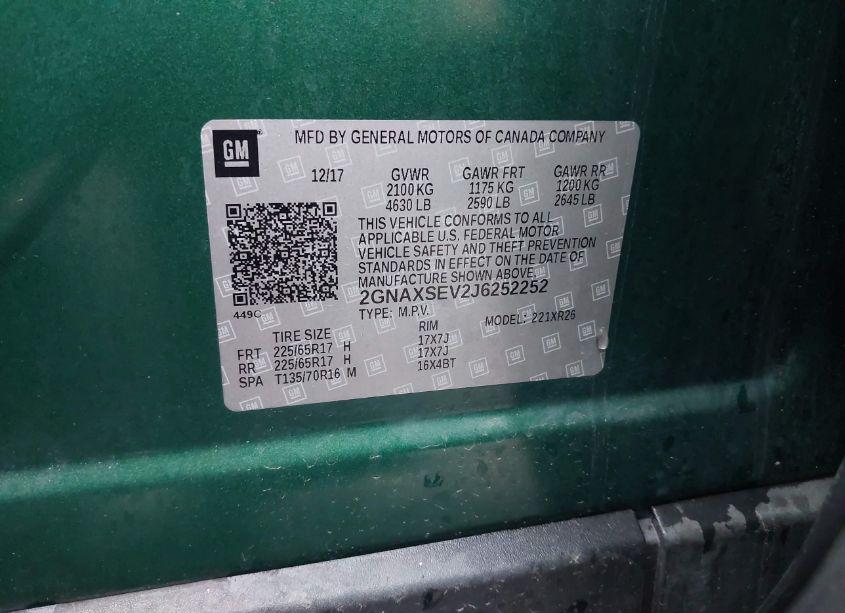 GM
MFD BY GENERAL MOTORS OF CANADA COMPANY
12/17 GVWR GAWR FRT GAWR RR
2100 KG 1175 KG 1200 KG
4630 LB 2590 LB 2645 LB
THIS VEHICLE CONFORMS TO ALL
APPLICABLE U.S. FEDERAL MOTOR
VEHICLE SAFETY AND THEFT PREVENTION
STANDARDS IN EFFECT ON THE DATE OF
MANUFACTURE SHOWN ABOVE.
2GNAXSEV2J6252252
449C
TYPE: M.P.V. MODEL: 221XR26
TIRE SIZE RIM
FRT 225/65R17 H 17X7J
RR 225/65R17 H 17X7J
SPA T135/70R16 M 16X4BT